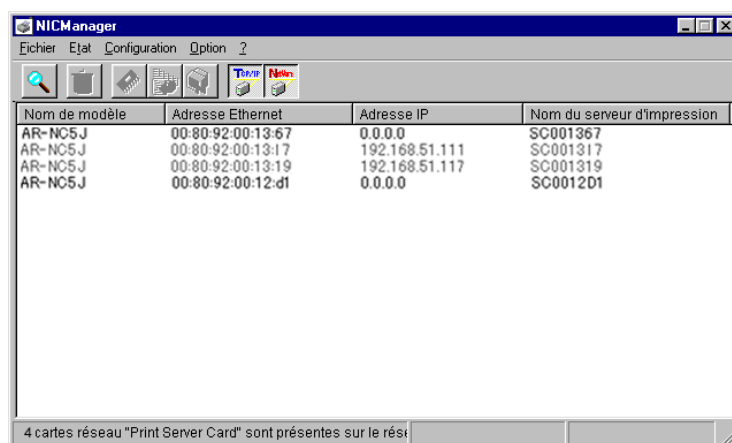 NICManager
Fichier Etat Configuration Option ?
TCP/IP NetWare
Nom de modèle Adresse Ethernet Adresse IP Nom du serveur d'impression
AR-NC5J 00:80:92:00:13:67 0.0.0.0 SC001367
AR-NC5J 00:80:92:00:13:17 192.168.51.111 SC001317
AR-NC5J 00:80:92:00:13:19 192.168.51.117 SC001319
AR-NC5J 00:80:92:00:12:d1 0.0.0.0 SC0012D1
4 cartes réseau "Print Server Card" sont présentes sur le rése